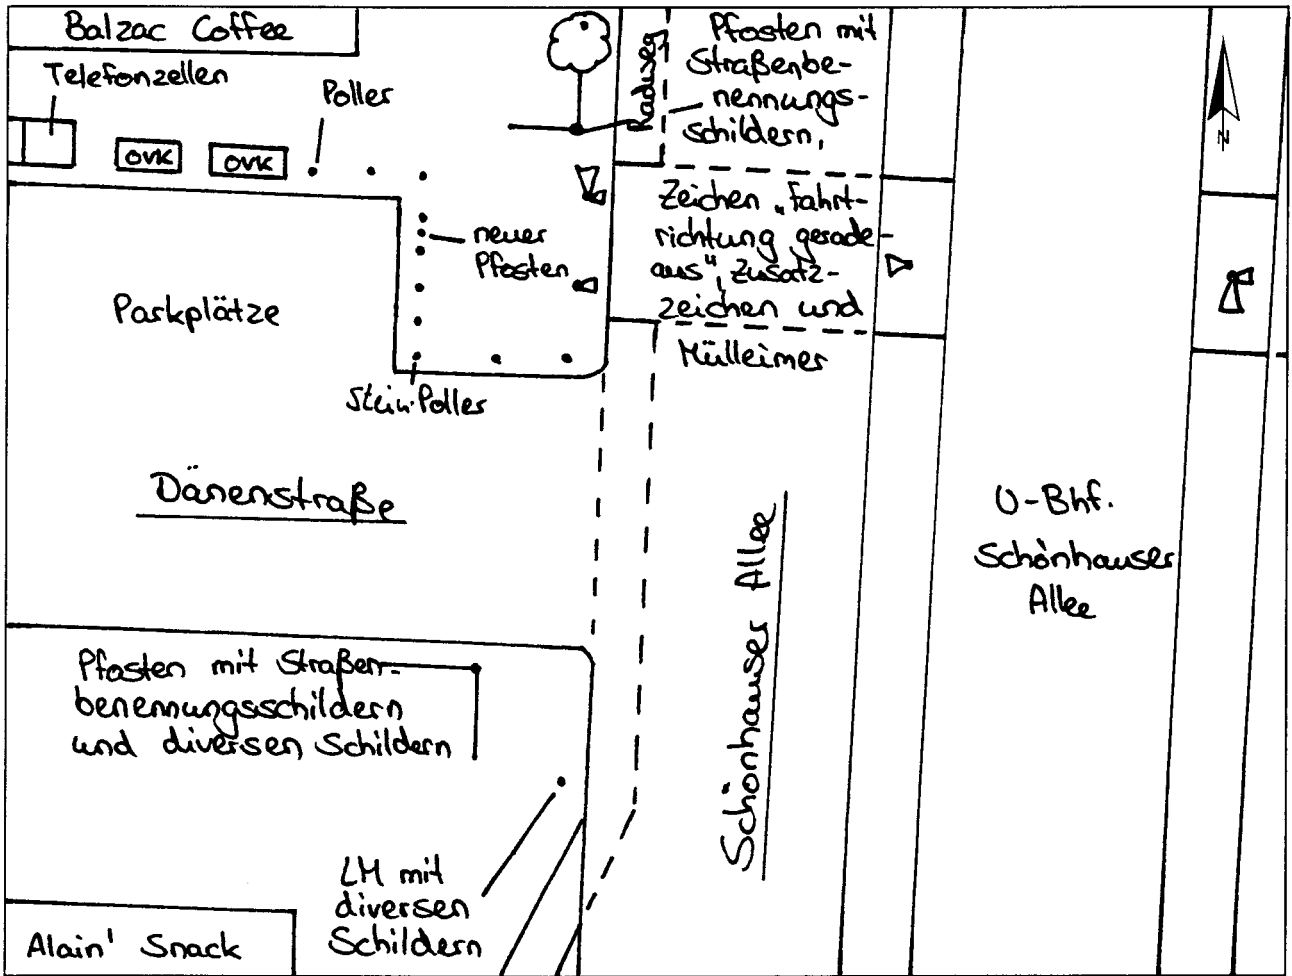 Balzac Coffee
Telefonzellen
Poller
OVK
OVK
Radweg
Pfosten mit
Straßenbe-
nennungs-
schildern,
Zeichen „Fahrt-
richtung gerade-
aus", Zusatz-
zeichen und
Mülleimer
N
neuer
Pfosten
Parkplätze
Stein-Poller
Dänenstraße
Schönhauser Allee
U-Bhf.
Schönhauser
Allee
Pfosten mit Straßen-
benennungsschildern
und diversen Schildern
LM mit
diversen
Schildern
Alain' Snack